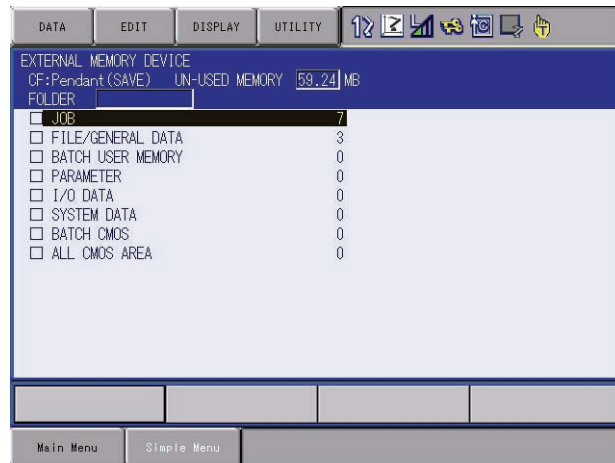 DATA EDIT DISPLAY UTILITY
EXTERNAL MEMORY DEVICE
CF:Pendant(SAVE) UN-USED MEMORY 59.24 MB
FOLDER
JOB 7
FILE/GENERAL DATA 3
BATCH USER MEMORY 0
PARAMETER 0
I/O DATA 0
SYSTEM DATA 0
BATCH CMOS 0
ALL CMOS AREA 0
Main Menu Simple Menu